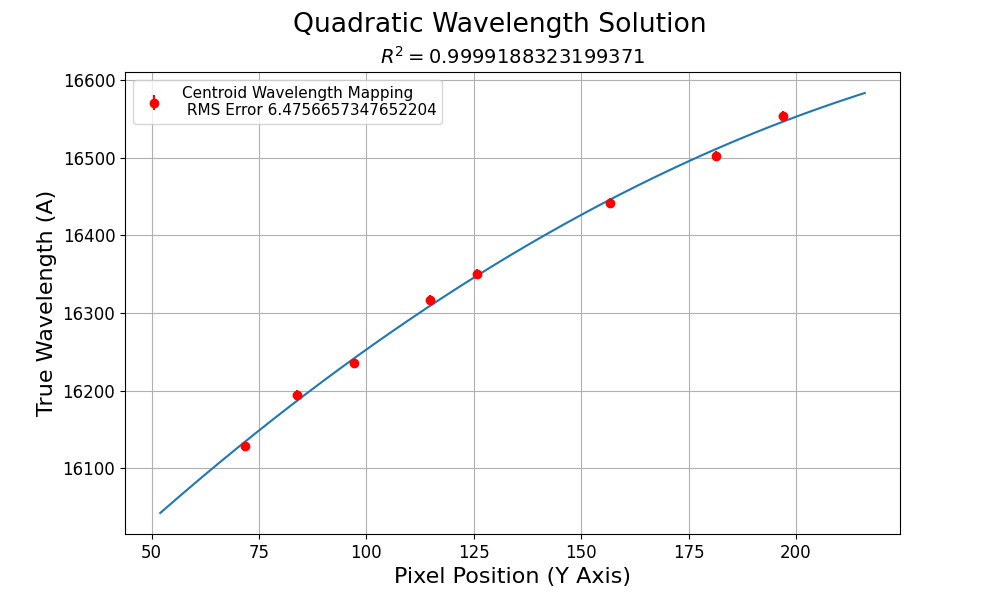 Quadratic Wavelength Solution
R² = 0.9999188323199371
Centroid Wavelength Mapping
RMS Error 6.4756657347652204
16600
16500
16400
16300
16200
16100
True Wavelength (A)
50 75 100 125 150 175 200
Pixel Position (Y Axis)